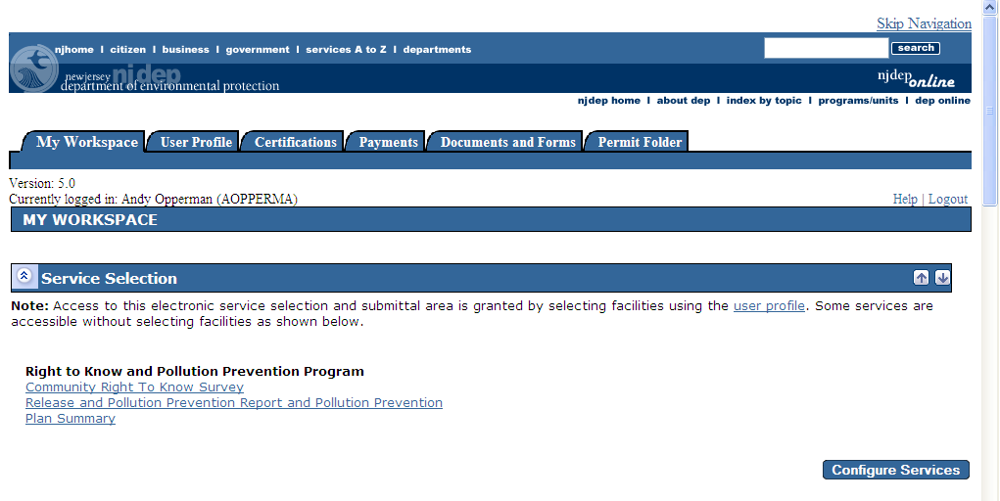 Skip Navigation
njhome I citizen I business I government I services A to Z I departments
search
newjersey njdep
department of environmental protection
njdep online
njdep home I about dep I index by topic I programs/units I dep online
My Workspace User Profile Certifications Payments Documents and Forms Permit Folder
Version: 5.0
Currently logged in: Andy Opperman (AOPPERMA)
Help | Logout
MY WORKSPACE
Service Selection
Note: Access to this electronic service selection and submittal area is granted by selecting facilities using the user profile. Some services are
accessible without selecting facilities as shown below.
Right to Know and Pollution Prevention Program
Community Right To Know Survey
Release and Pollution Prevention Report and Pollution Prevention
Plan Summary
Configure Services